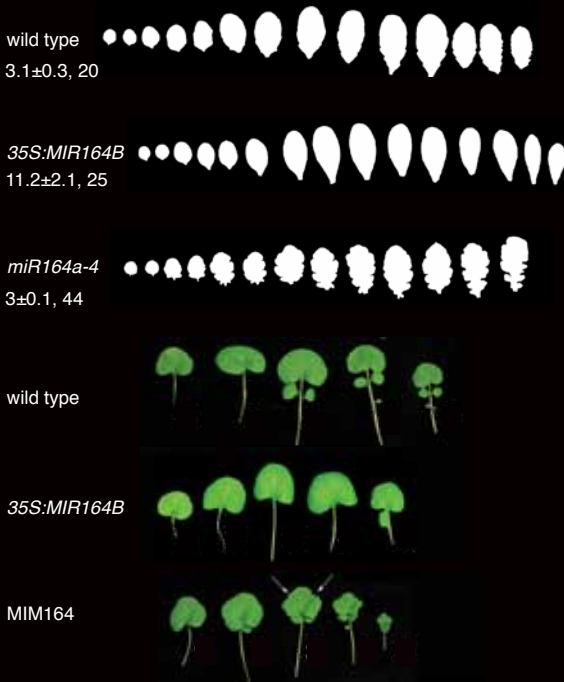 wild type
3.1±0.3, 20
35S:MIR164B
11.2±2.1, 25
miR164a-4
3±0.1, 44
wild type
35S:MIR164B
MIM164